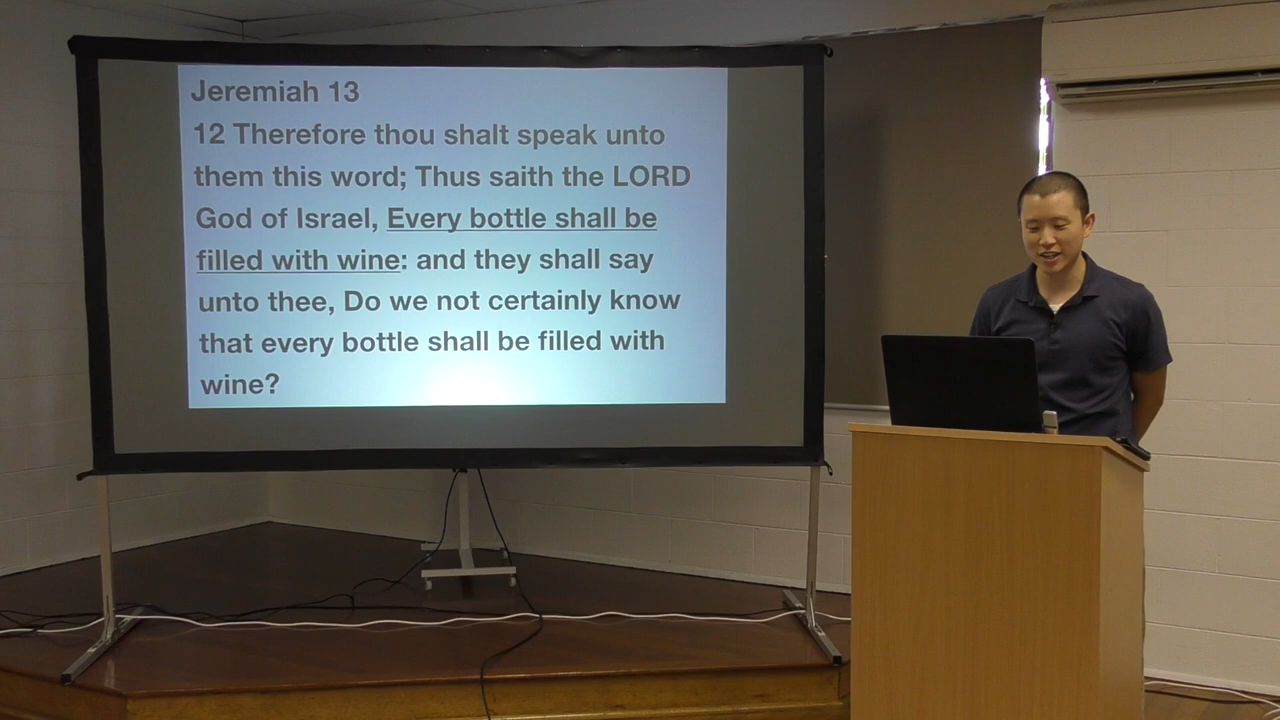 Jeremiah 13
12 Therefore thou shalt speak unto
them this word; Thus saith the LORD
God of Israel, Every bottle shall be
filled with wine: and they shall say
unto thee, Do we not certainly know
that every bottle shall be filled with
wine?